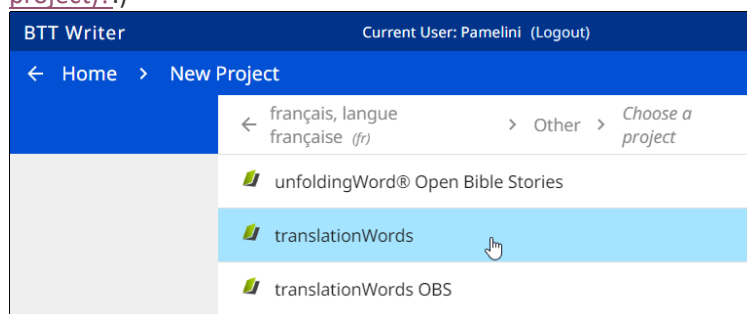 project)?.)
BTT Writer Current User: Pamelini (Logout)
← Home > New Project
← français, langue française (fr) > Other > Choose a project
unfoldingWord® Open Bible Stories
translationWords
translationWords OBS